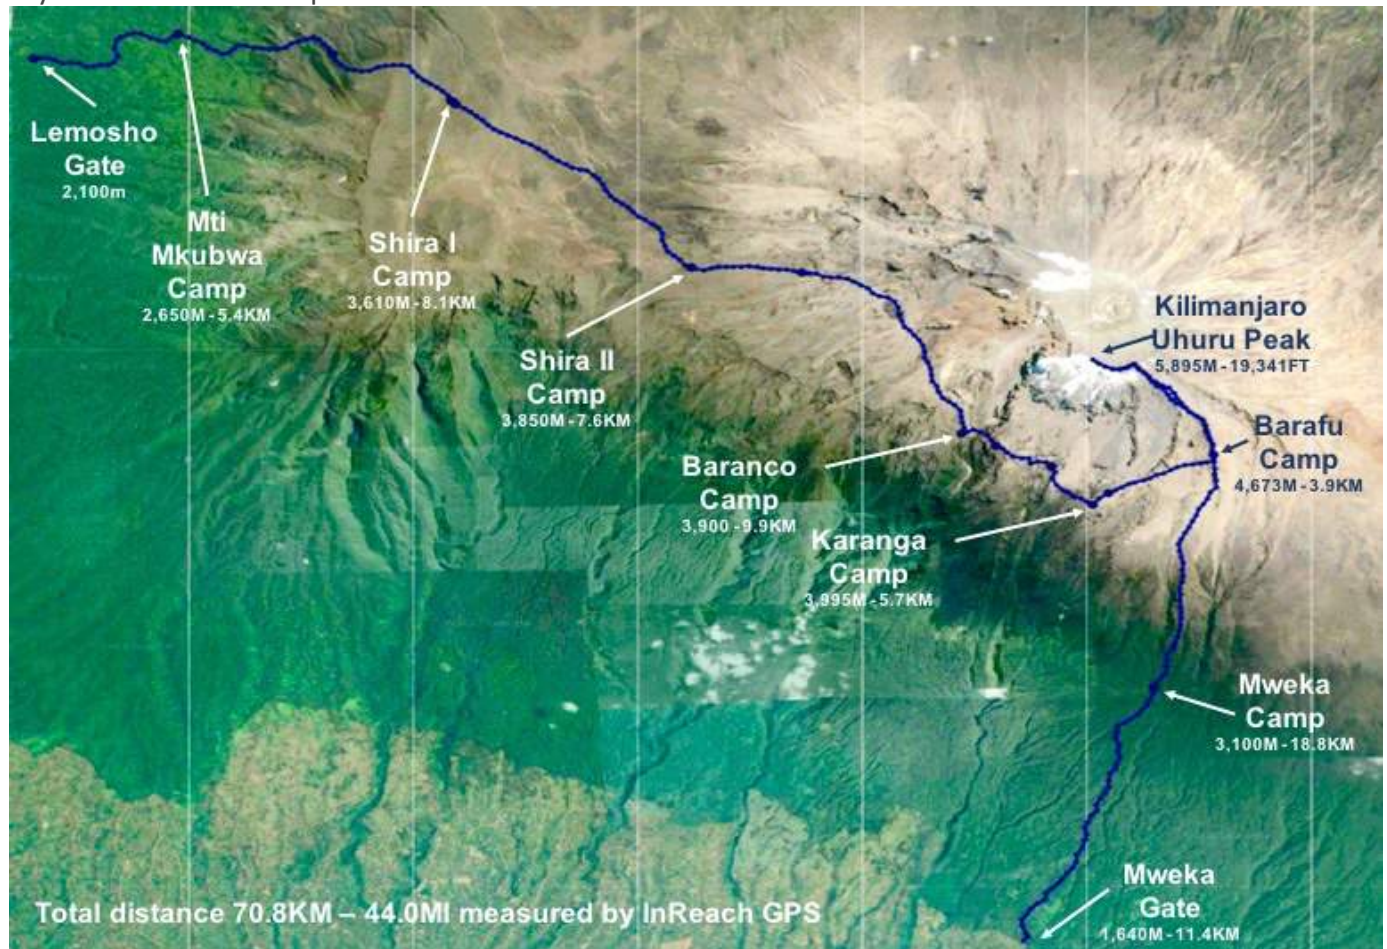 Lemosho
Gate
2,100m
Mti
Mkubwa
Camp
2,650M - 5.4KM
Shira I
Camp
3,610M - 8.1KM
Shira II
Camp
3,850M - 7.6KM
Baranco
Camp
3,900 - 9.9KM
Karanga
Camp
3,995M - 5.7KM
Kilimanjaro
Uhuru Peak
5,895M - 19,341FT
Barafu
Camp
4,673M - 3.9KM
Mweka
Camp
3,100M - 18.8KM
Mweka
Gate
1,640M - 11.4KM
Total distance 70.8KM – 44.0MI measured by InReach GPS